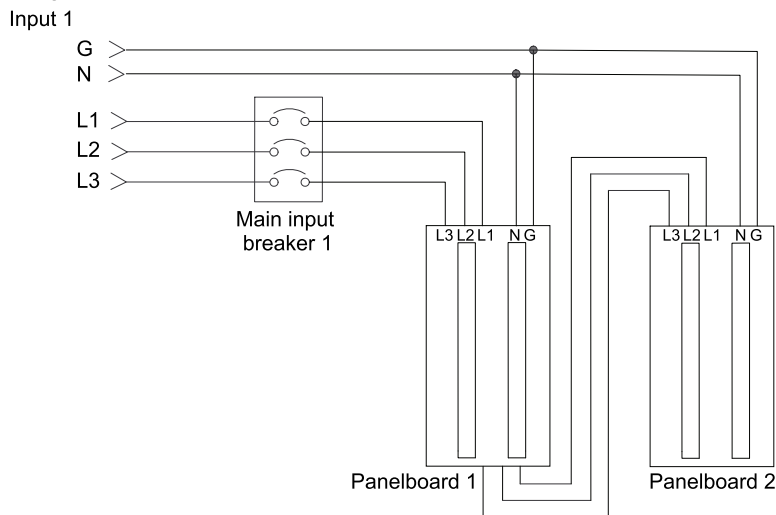 Input 1
G
N
L1
L2
L3
Main input
breaker 1
L3 L2 L1 N G
L3 L2 L1 N G
Panelboard 1
Panelboard 2